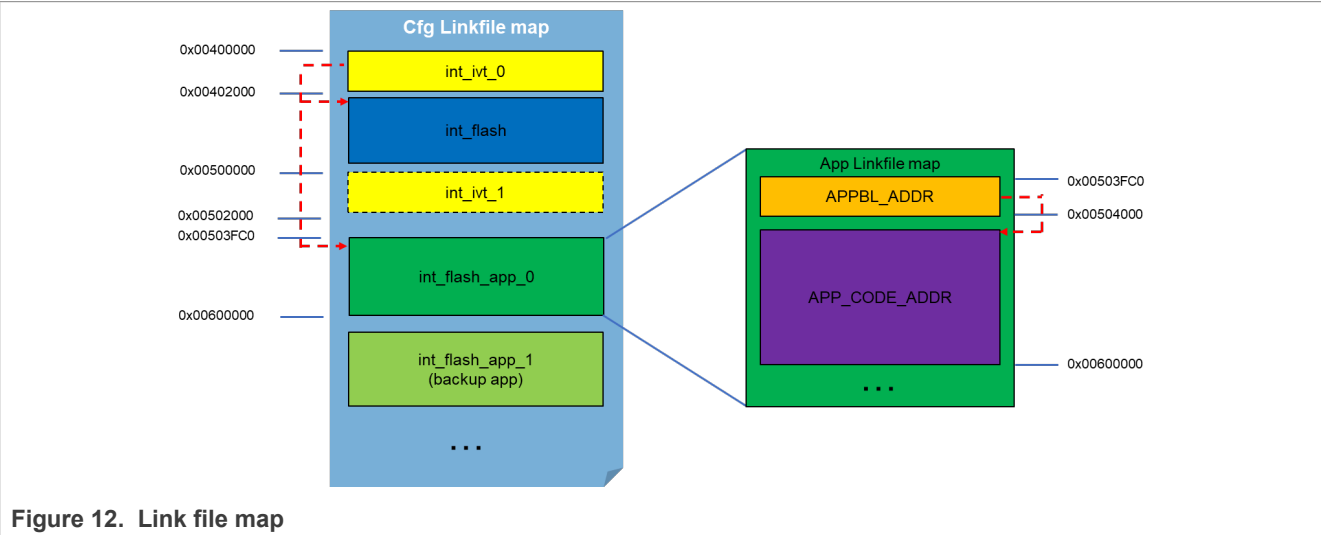 Cfg Linkfile map
0x00400000
int_ivt_0
0x00402000
int_flash
0x00500000
int_ivt_1
0x00502000
0x00503FC0
int_flash_app_0
0x00600000
int_flash_app_1
(backup app)
...
App Linkfile map
0x00503FC0
APPBL_ADDR
0x00504000
APP_CODE_ADDR
0x00600000
...
Figure 12. Link file map